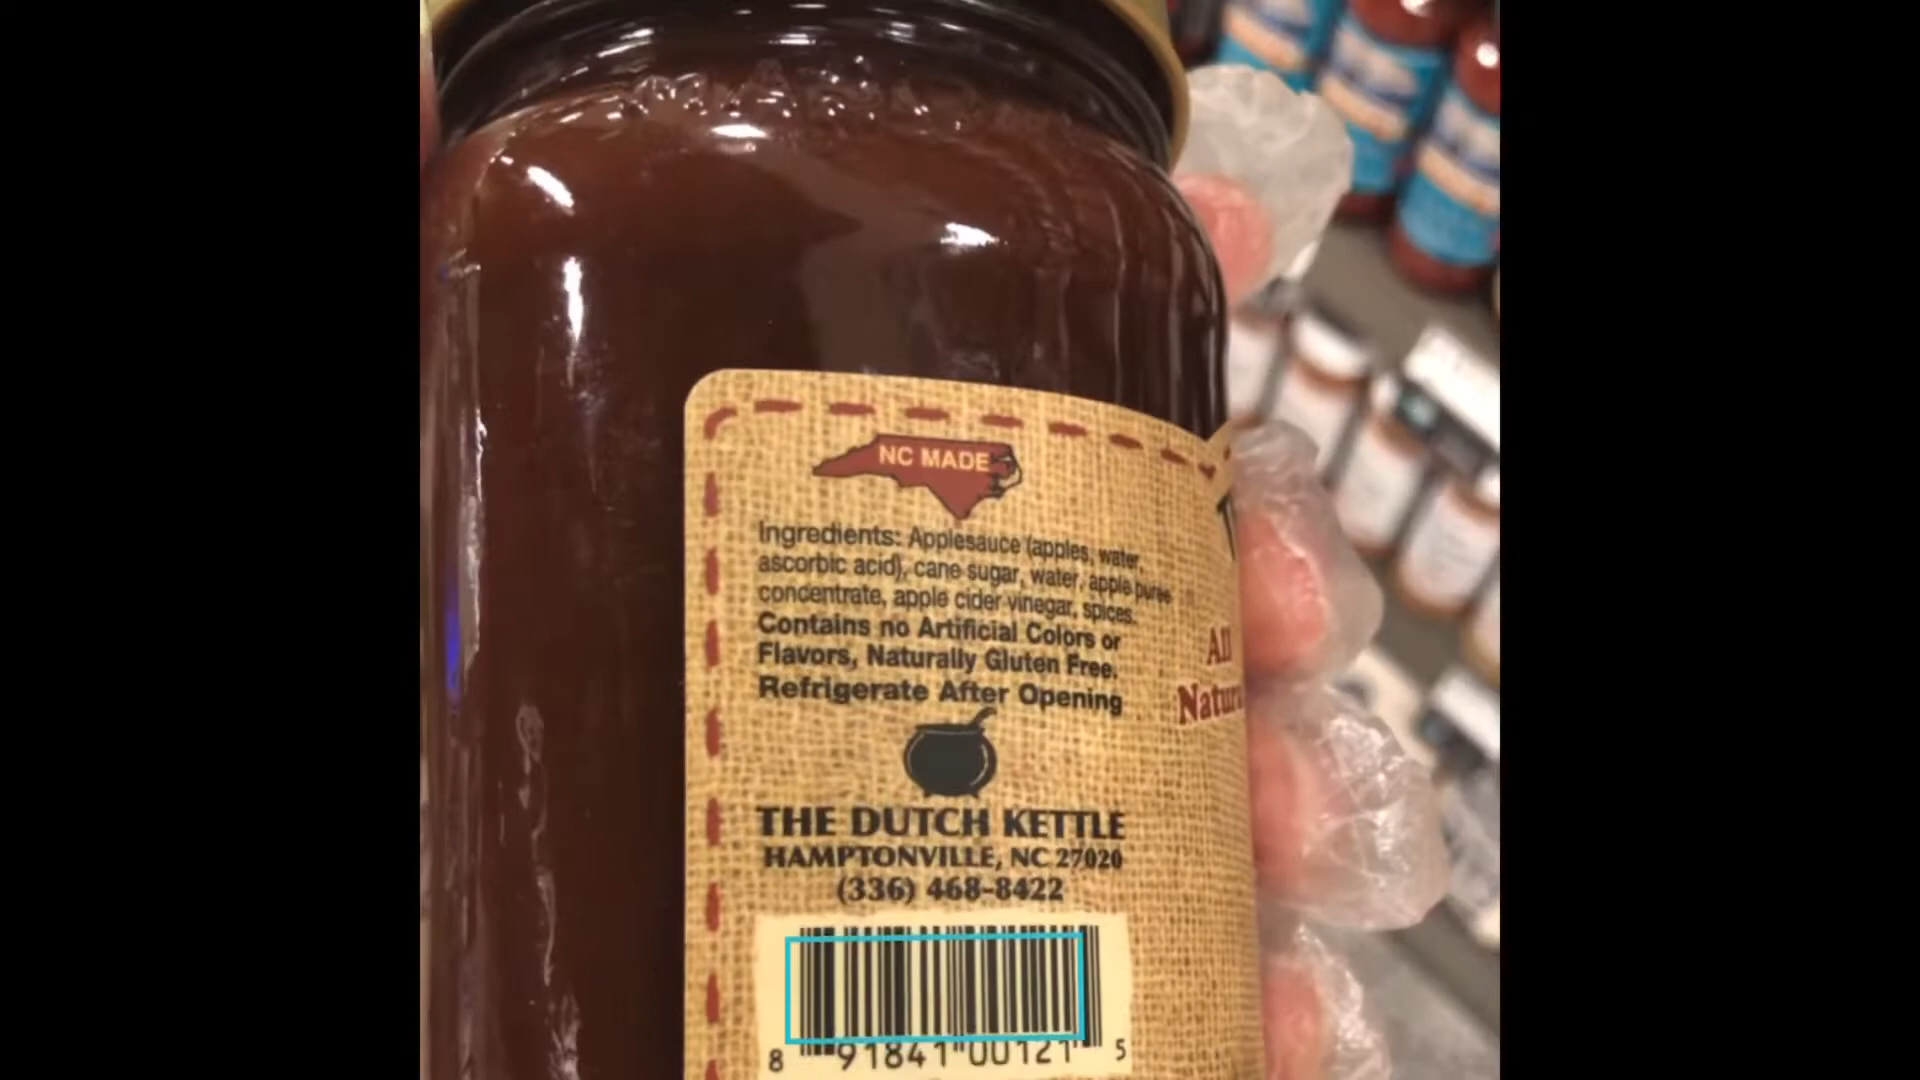 NC MADE
Ingredients: Applesauce (apples, water,
ascorbic acid), cane sugar, water, apple puree
concentrate, apple cider vinegar, spices.
Contains no Artificial Colors or
Flavors, Naturally Gluten Free.
Refrigerate After Opening
All
Natura
THE DUTCH KETTLE
HAMPTONVILLE, NC 27020
(336) 468-8422
8 91841 00121 5